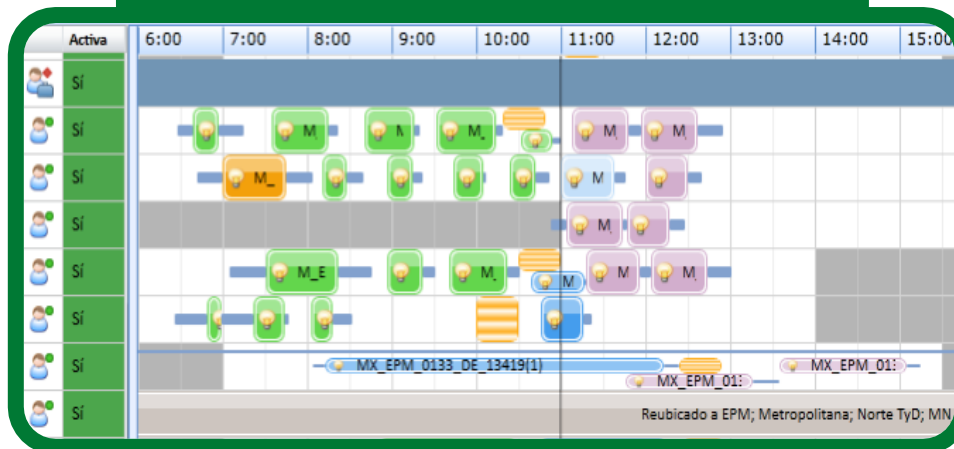 Activa 6:00 7:00 8:00 9:00 10:00 11:00 12:00 13:00 14:00 15:00
Sí
Sí M M M_ M M
Sí M_ M
Sí M
Sí M_E M M M M
Sí
Sí MX_EPM_0133_DE_13419(1) MX_EPM_01
MX_EPM_01
Sí Reubicado a EPM; Metropolitana; Norte TyD; MN